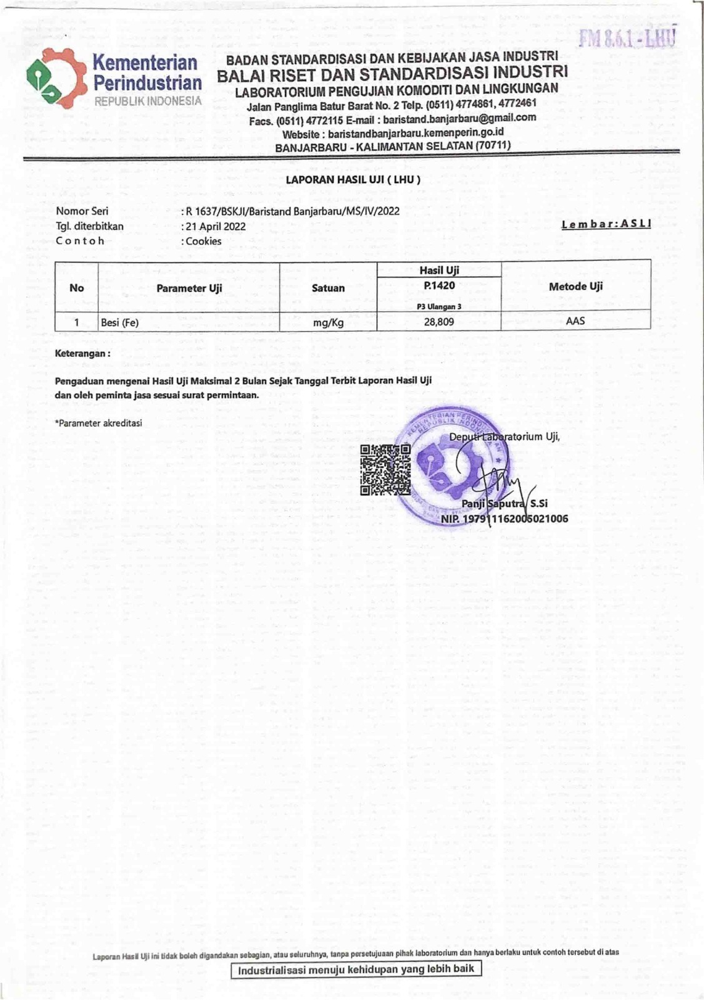 FM 8.6.1 - LHU
Kementerian
Perindustrian
REPUBLIK INDONESIA
BADAN STANDARDISASI DAN KEBIJAKAN JASA INDUSTRI
BALAI RISET DAN STANDARDISASI INDUSTRI
LABORATORIUM PENGUJIAN KOMODITI DAN LINGKUNGAN
Jalan Panglima Batur Barat No. 2 Telp. (0511) 4774861, 4772461
Facs. (0511) 4772115 E-mail : baristand.banjarbaru@gmail.com
Website : baristandbanjarbaru.kemenperin.go.id
BANJARBARU - KALIMANTAN SELATAN (70711)
LAPORAN HASIL UJI ( LHU )
Nomor Seri : R 1637/BSKJI/Baristand Banjarbaru/MS/IV/2022
Tgl. diterbitkan : 21 April 2022
Lembar: ASLI
Contoh : Cookies
No Parameter Uji Satuan Hasil Uji Metode Uji
P.1420
P3 Ulangan 3
1 Besi (Fe) mg/Kg 28,809 AAS
Keterangan :
Pengaduan mengenai Hasil Uji Maksimal 2 Bulan Sejak Tanggal Terbit Laporan Hasil Uji
dan oleh peminta jasa sesuai surat permintaan.
*Parameter akreditasi
KEMENTERIAN PERINDUSTRIAN
REPUBLIK INDONESIA
Deputi Laboratorium Uji,
Panji Saputra, S.Si
NIP. 197911162005021006
Laporan Hasil Uji ini tidak boleh digandakan sebagian, atau seluruhnya, tanpa persetujuaan pihak laboratorium dan hanya berlaku untuk contoh tersebut di atas
Industrialisasi menuju kehidupan yang lebih baik